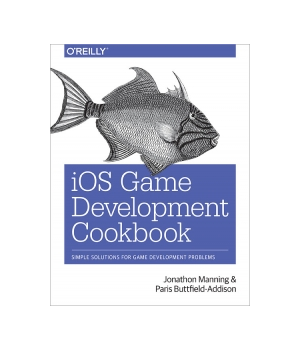 O'REILLY
iOS Game
Development
Cookbook
SIMPLE SOLUTIONS FOR GAME DEVELOPMENT PROBLEMS
Jonathon Manning &
Paris Buttfield-Addison